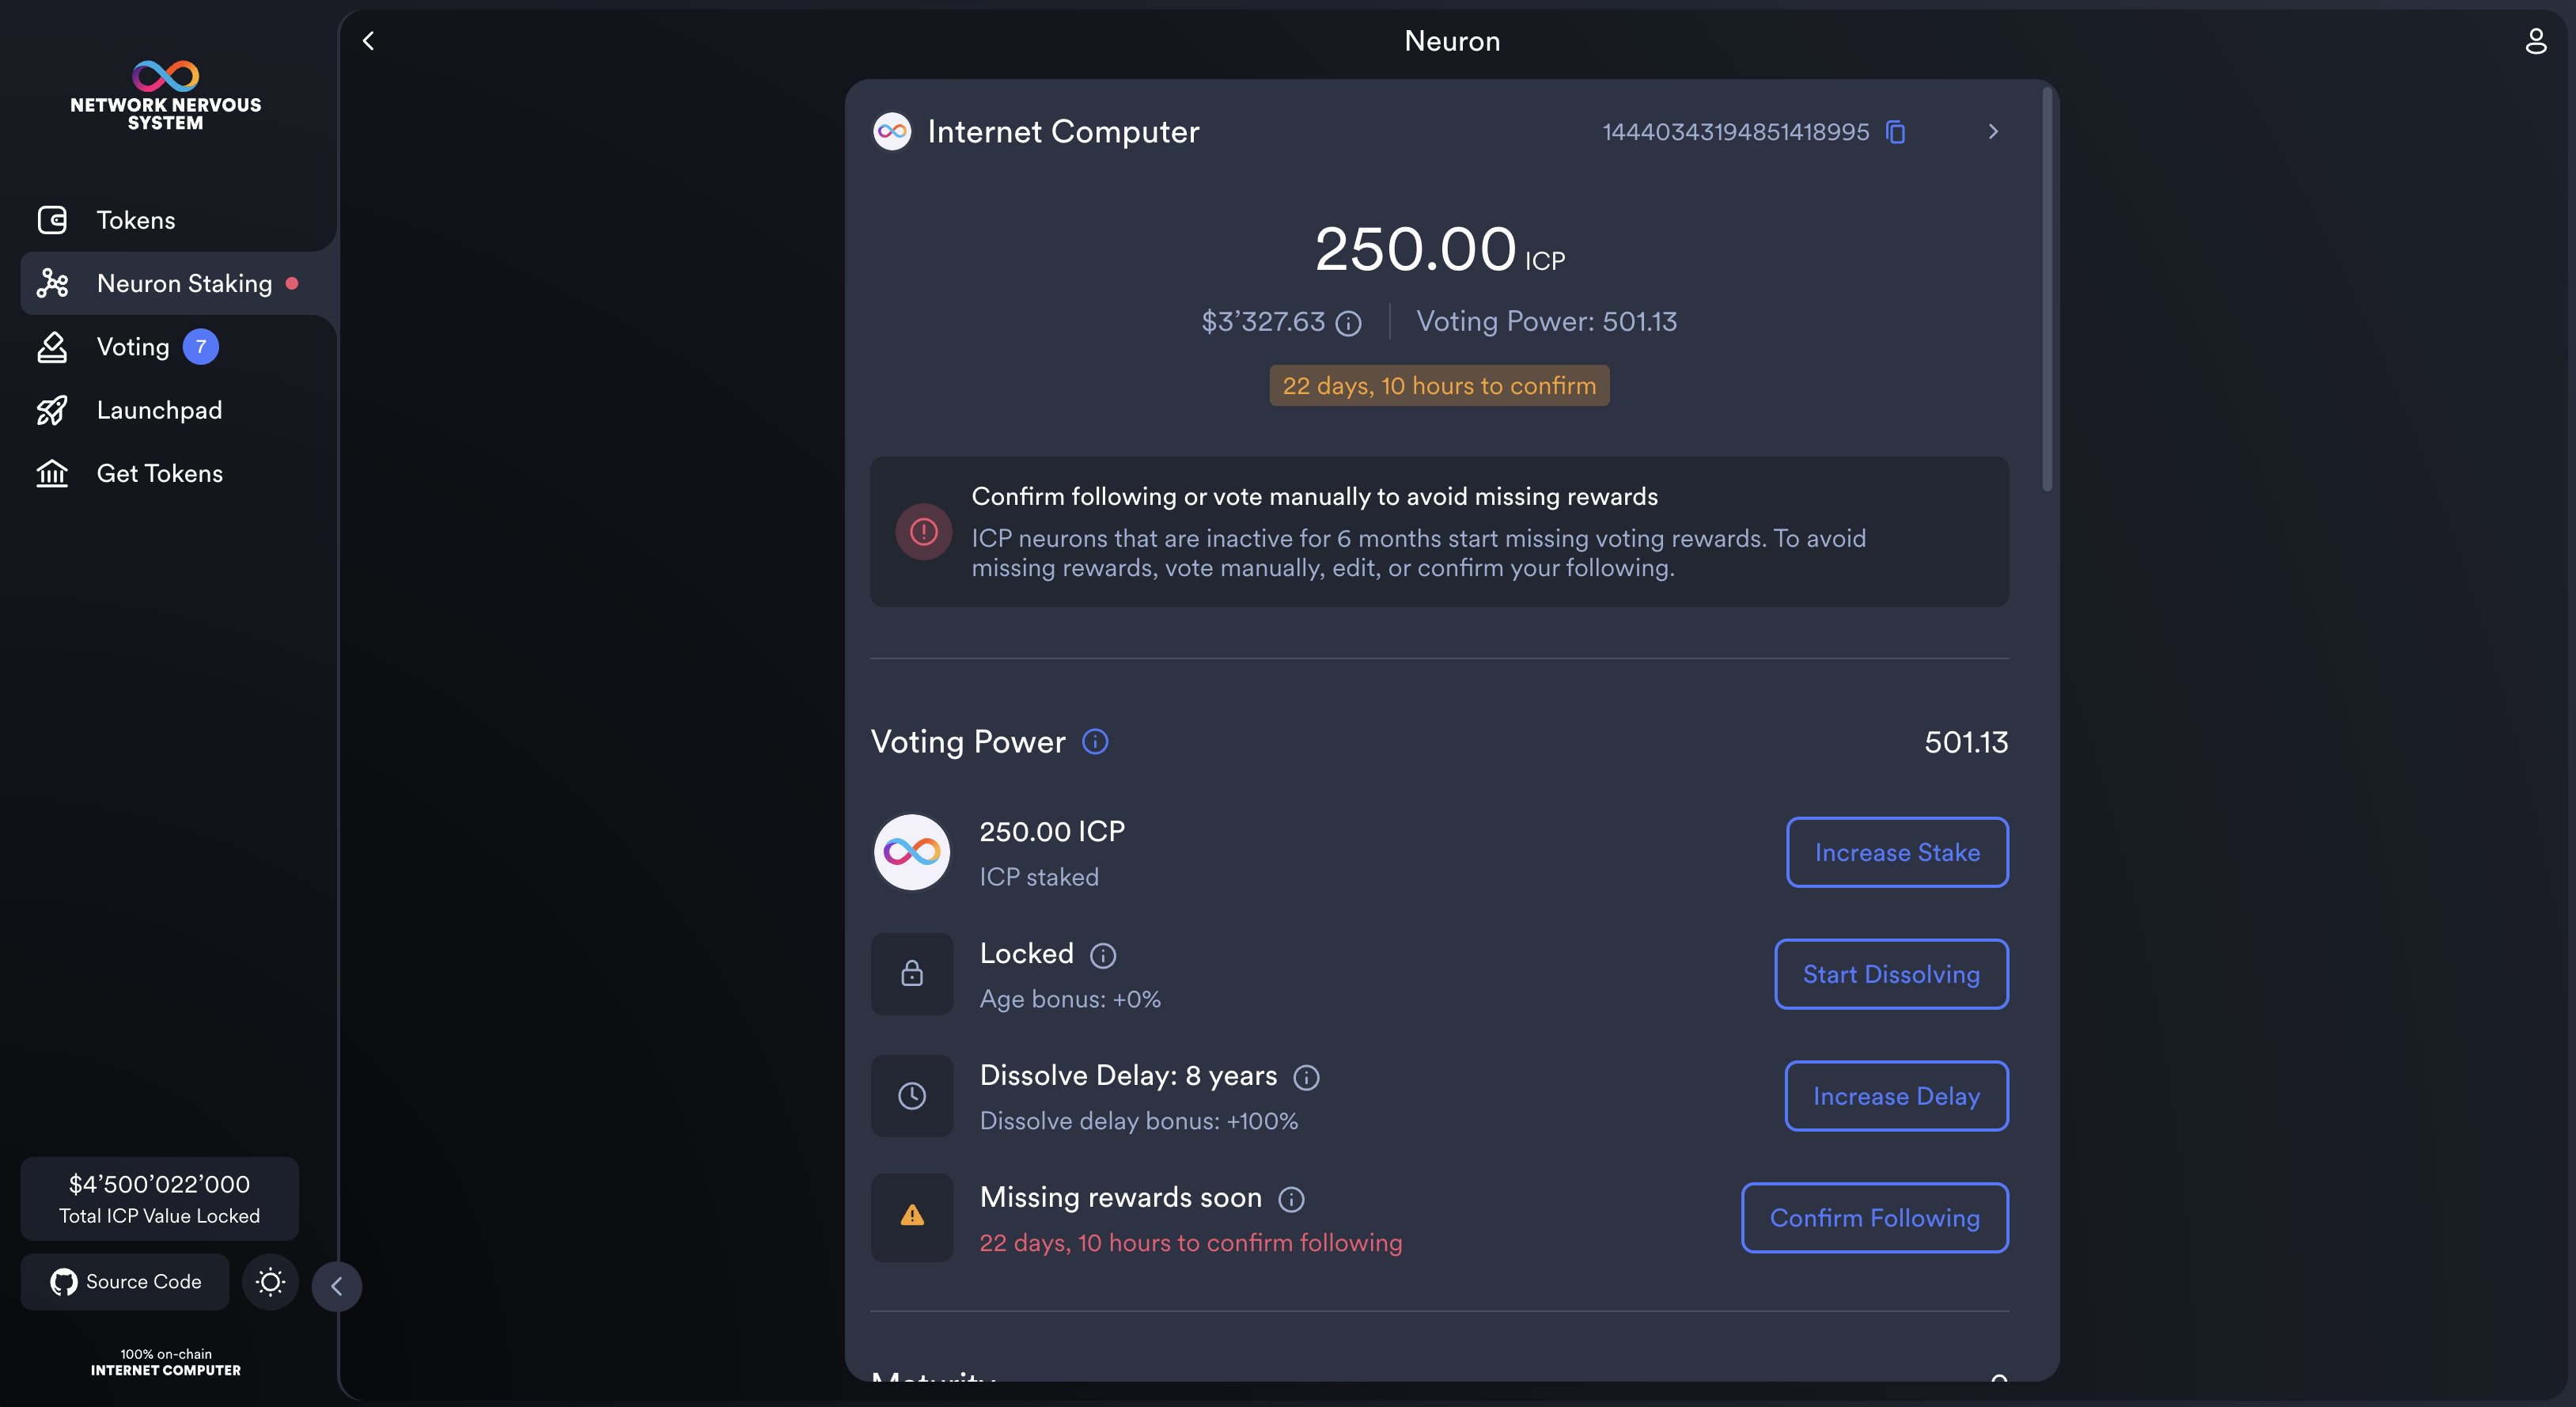 NETWORK NERVOUS
SYSTEM
Tokens
Neuron Staking
Voting 7
Launchpad
Get Tokens
$4’500’022’000
Total ICP Value Locked
Source Code
100% on-chain
INTERNET COMPUTER
Neuron
Internet Computer 14440343194851418995
250.00 ICP
$3’327.63 Voting Power: 501.13
22 days, 10 hours to confirm
Confirm following or vote manually to avoid missing rewards
ICP neurons that are inactive for 6 months start missing voting rewards. To avoid
missing rewards, vote manually, edit, or confirm your following.
Voting Power 501.13
250.00 ICP
ICP staked
Increase Stake
Locked
Age bonus: +0%
Start Dissolving
Dissolve Delay: 8 years
Dissolve delay bonus: +100%
Increase Delay
Missing rewards soon
22 days, 10 hours to confirm following
Confirm Following
Maturity